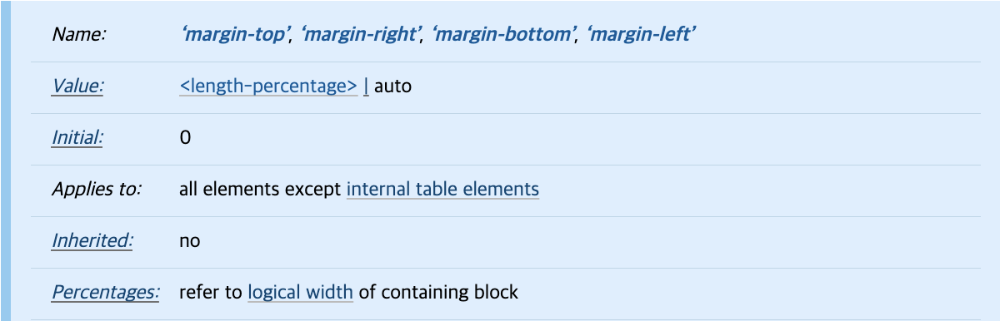 Name: ‘margin-top’, ‘margin-right’, ‘margin-bottom’, ‘margin-left’
Value: <length-percentage> | auto
Initial: 0
Applies to: all elements except internal table elements
Inherited: no
Percentages: refer to logical width of containing block